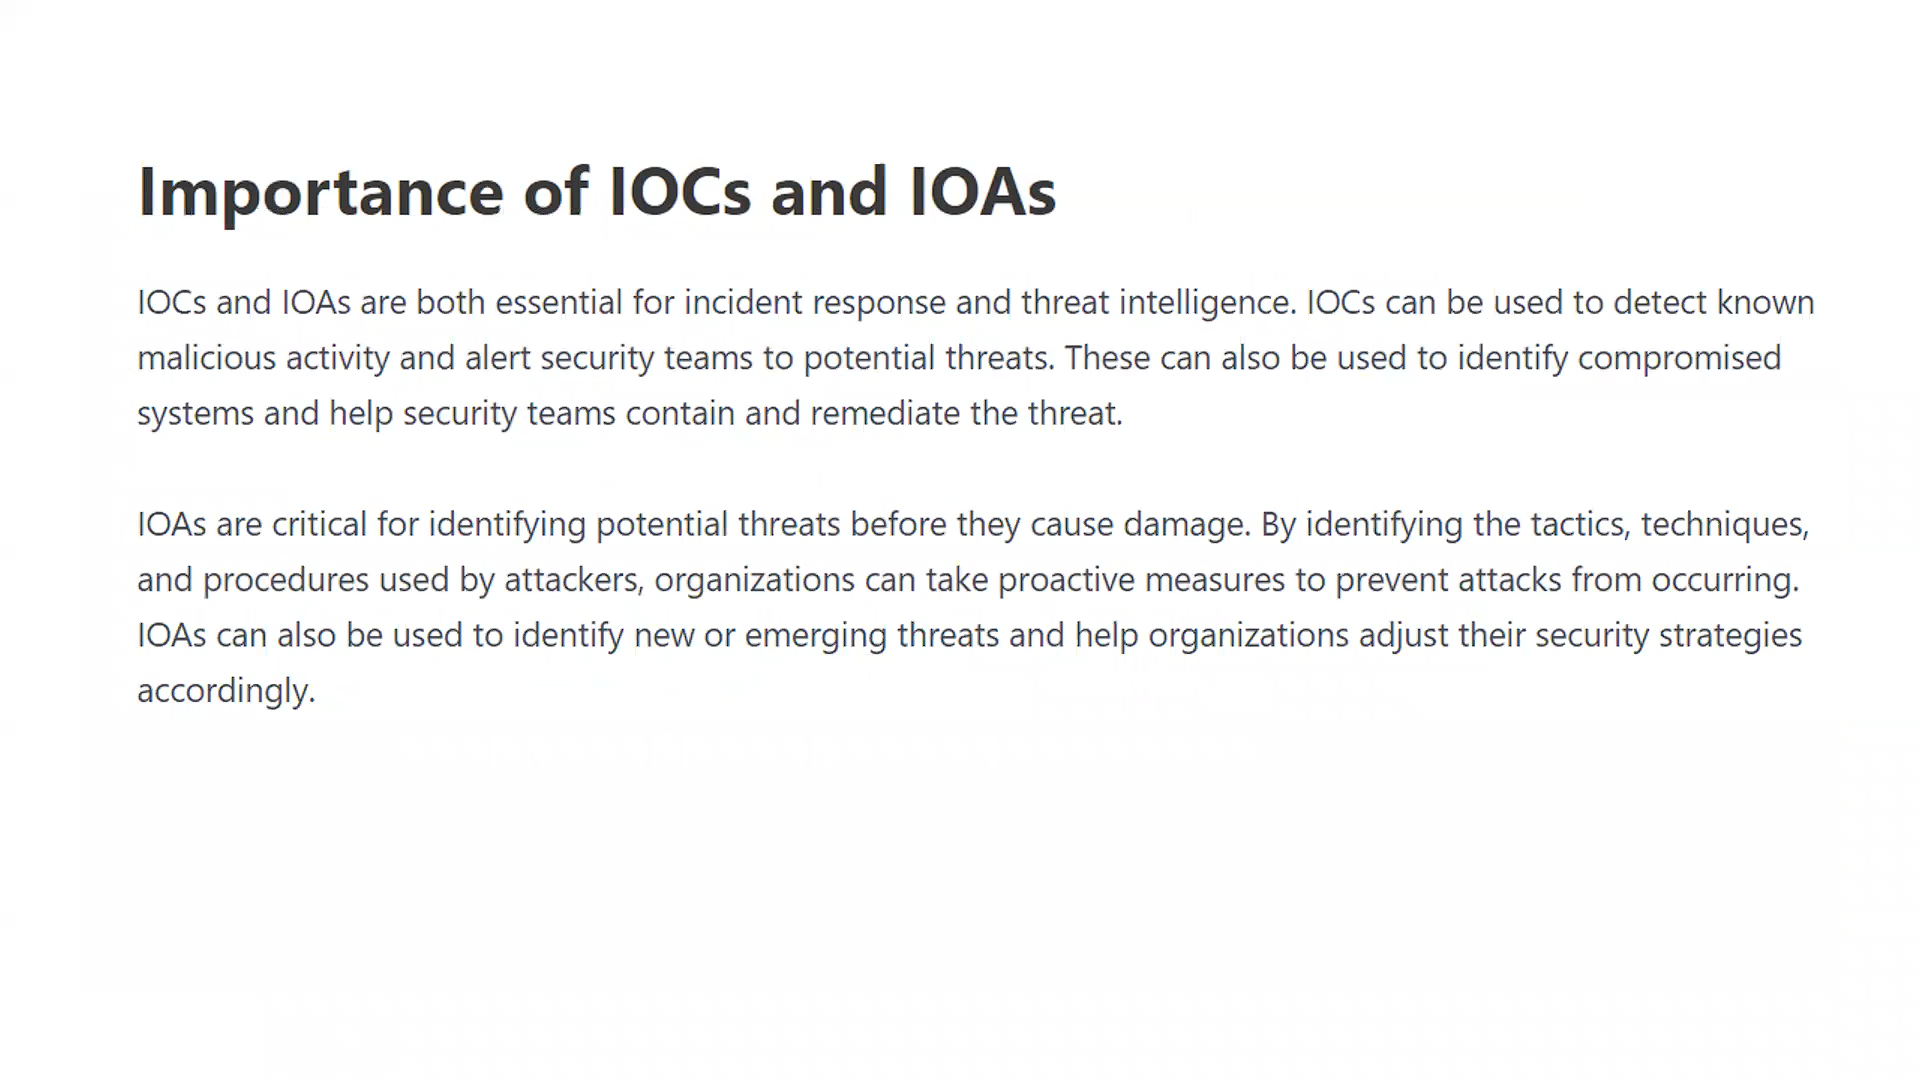 Importance of IOCs and IOAs
IOCs and IOAs are both essential for incident response and threat intelligence. IOCs can be used to detect known
malicious activity and alert security teams to potential threats. These can also be used to identify compromised
systems and help security teams contain and remediate the threat.
IOAs are critical for identifying potential threats before they cause damage. By identifying the tactics, techniques,
and procedures used by attackers, organizations can take proactive measures to prevent attacks from occurring.
IOAs can also be used to identify new or emerging threats and help organizations adjust their security strategies
accordingly.